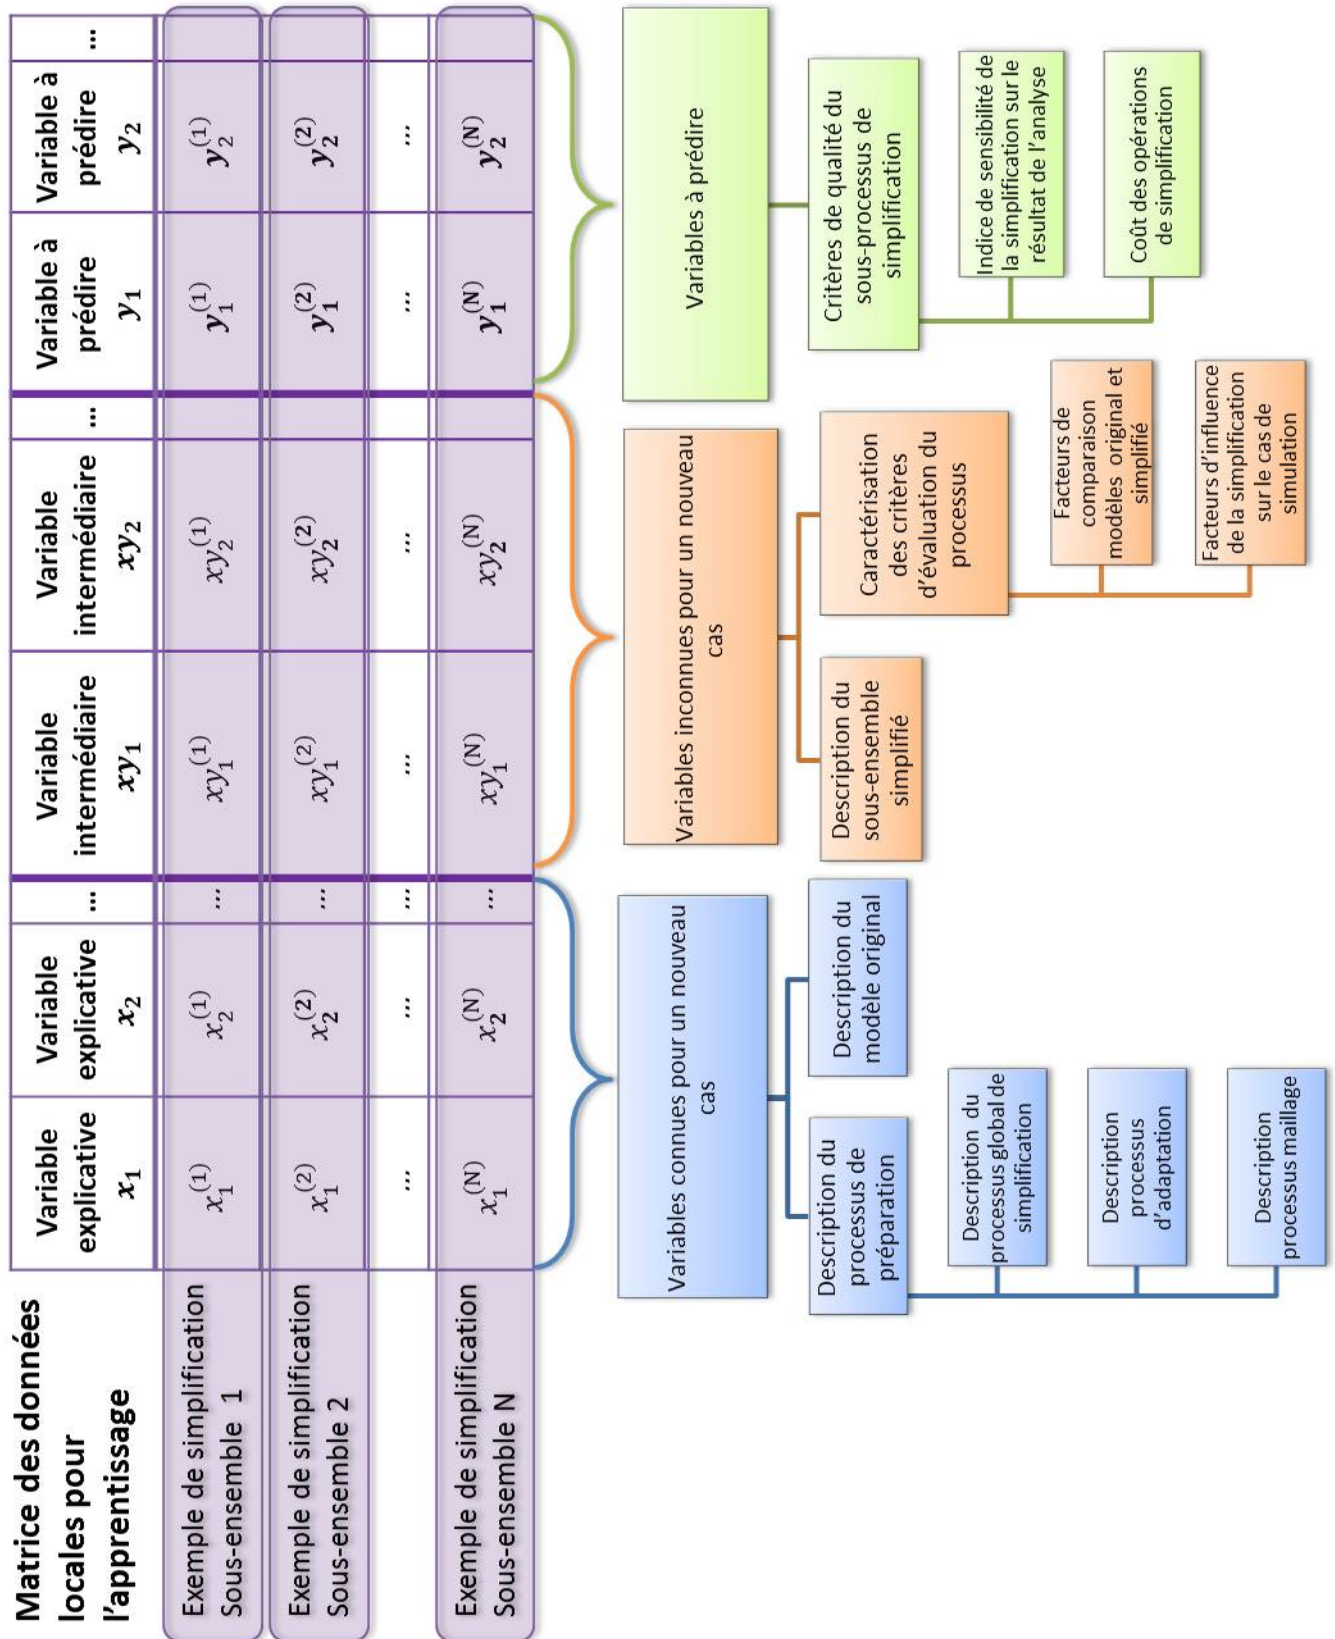 Matrice des données
locales pour
l'apprentissage
Variable
explicative
x₁
Variable
explicative
x₂
...
Variable
intermédiaire
xy₁
Variable
intermédiaire
xy₂
...
Variable à
prédire
y₁
Variable à
prédire
y₂
...
Exemple de simplification
Sous-ensemble 1
x₁⁽¹⁾
x₂⁽¹⁾
...
xy₁⁽¹⁾
xy₂⁽¹⁾
y₁⁽¹⁾
y₂⁽¹⁾
Exemple de simplification
Sous-ensemble 2
x₁⁽²⁾
x₂⁽²⁾
...
xy₁⁽²⁾
xy₂⁽²⁾
y₁⁽²⁾
y₂⁽²⁾
...
...
...
...
...
...
...
Exemple de simplification
Sous-ensemble N
x₁⁽ᴺ⁾
x₂⁽ᴺ⁾
...
xy₁⁽ᴺ⁾
xy₂⁽ᴺ⁾
y₁⁽ᴺ⁾
y₂⁽ᴺ⁾
Variables connues pour un nouveau
cas
Description du
processus de
préparation
Description du
modèle original
Description du
processus global de
simplification
Description
processus
d'adaptation
Description
processus maillage
Variables inconnues pour un nouveau
cas
Description du
sous-ensemble
simplifié
Caractérisation
des critères
d'évaluation du
processus
Facteurs de
comparaison
modèles original et
simplifié
Facteurs d'influence
de la simplification
sur le cas de
simulation
Variables à prédire
Critères de qualité du
sous-processus de
simplification
Indice de sensibilité de
la simplification sur le
résultat de l'analyse
Coût des opérations
de simplification